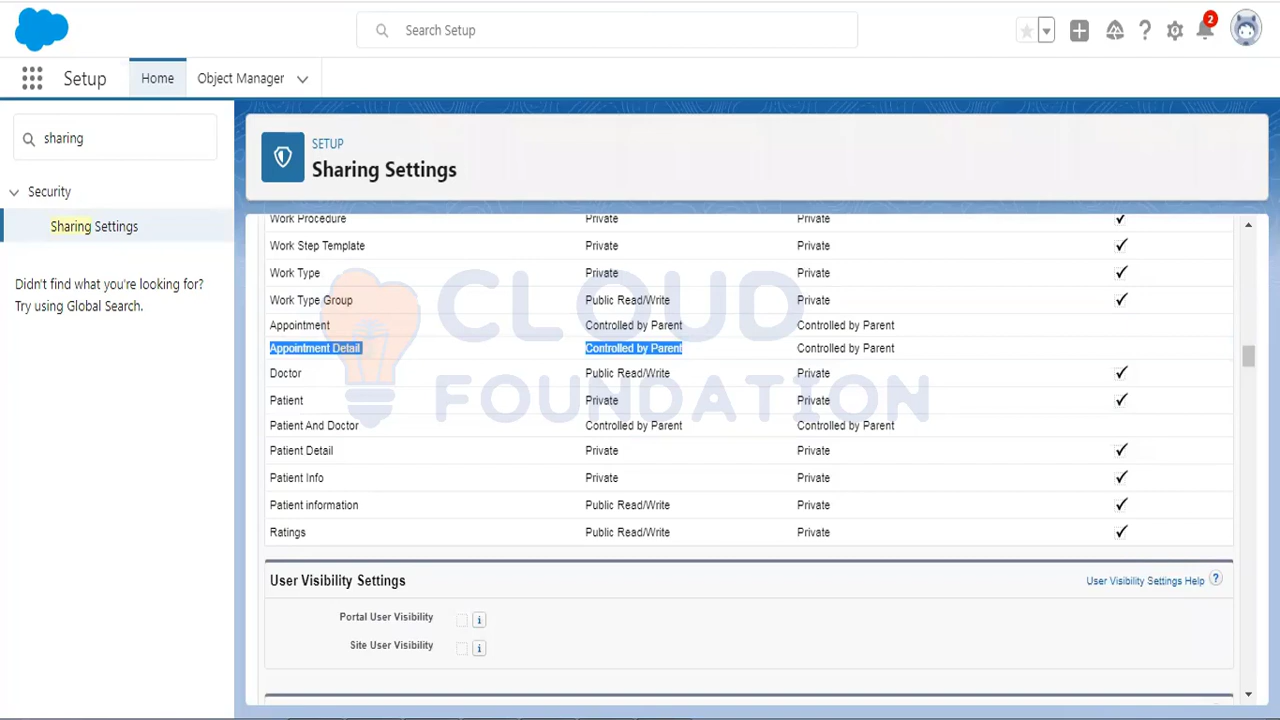 Search Setup
2
Setup
Home
Object Manager
sharing
Security
Sharing Settings
Didn't find what you're looking for?
Try using Global Search.
SETUP
Sharing Settings
Work Procedure Private Private
Work Step Template Private Private
Work Type Private Private
Work Type Group Public Read/Write Private
Appointment Controlled by Parent Controlled by Parent
Appointment Detail Controlled by Parent Controlled by Parent
Doctor Public Read/Write Private
Patient Private Private
Patient And Doctor Controlled by Parent Controlled by Parent
Patient Detail Private Private
Patient Info Private Private
Patient information Public Read/Write Private
Ratings Public Read/Write Private
CLOUD
FOUNDATION
User Visibility Settings
User Visibility Settings Help ?
Portal User Visibility i
Site User Visibility i